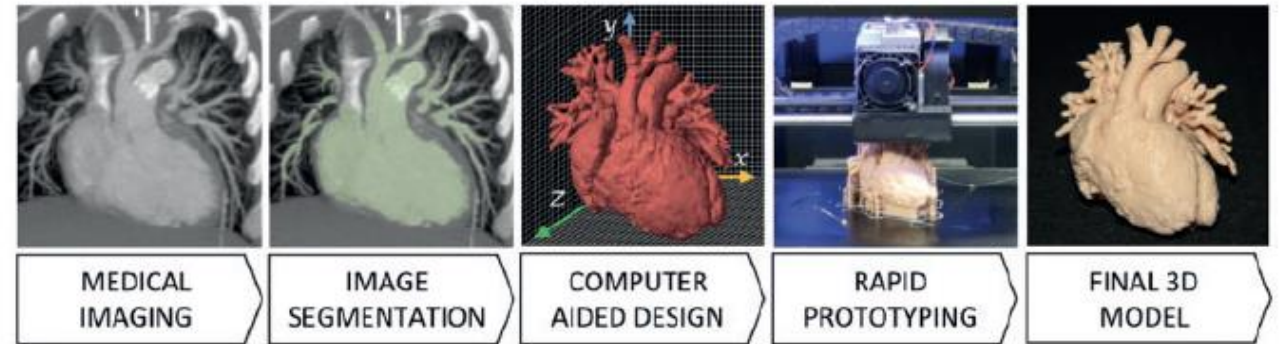 y
x
z
MEDICAL
IMAGING
IMAGE
SEGMENTATION
COMPUTER
AIDED DESIGN
RAPID
PROTOTYPING
FINAL 3D
MODEL